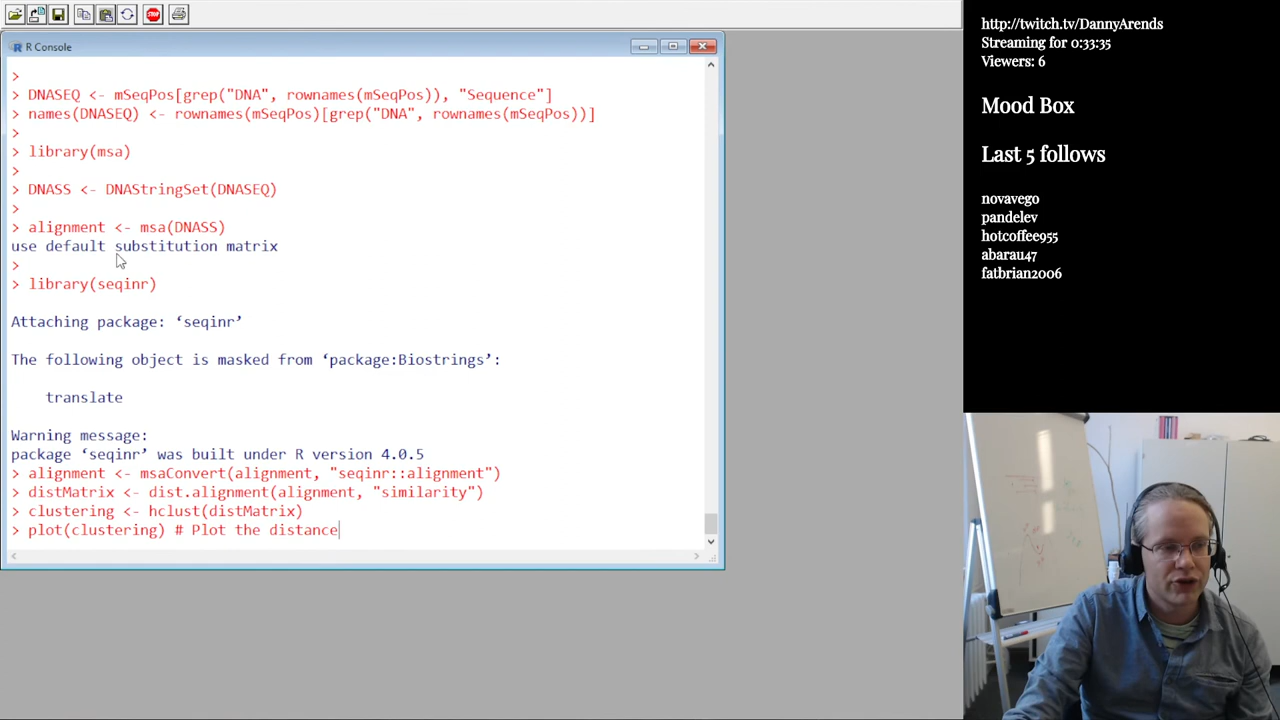 R Console
>
> DNASEQ <- mSeqPos[grep("DNA", rownames(mSeqPos)), "Sequence"]
> names(DNASEQ) <- rownames(mSeqPos)[grep("DNA", rownames(mSeqPos))]
>
> library(msa)
>
> DNASS <- DNAStringSet(DNASEQ)
>
> alignment <- msa(DNASS)
use default substitution matrix
>
> library(seqinr)
Attaching package: ‘seqinr’
The following object is masked from ‘package:Biostrings’:
translate
Warning message:
package ‘seqinr’ was built under R version 4.0.5
> alignment <- msaConvert(alignment, "seqinr::alignment")
> distMatrix <- dist.alignment(alignment, "similarity")
> clustering <- hclust(distMatrix)
> plot(clustering) # Plot the distance
http://twitch.tv/DannyArends
Streaming for 0:33:35
Viewers: 6
Mood Box
Last 5 follows
novavego
pandelev
hotcoffee955
abarau47
fatbrian2006